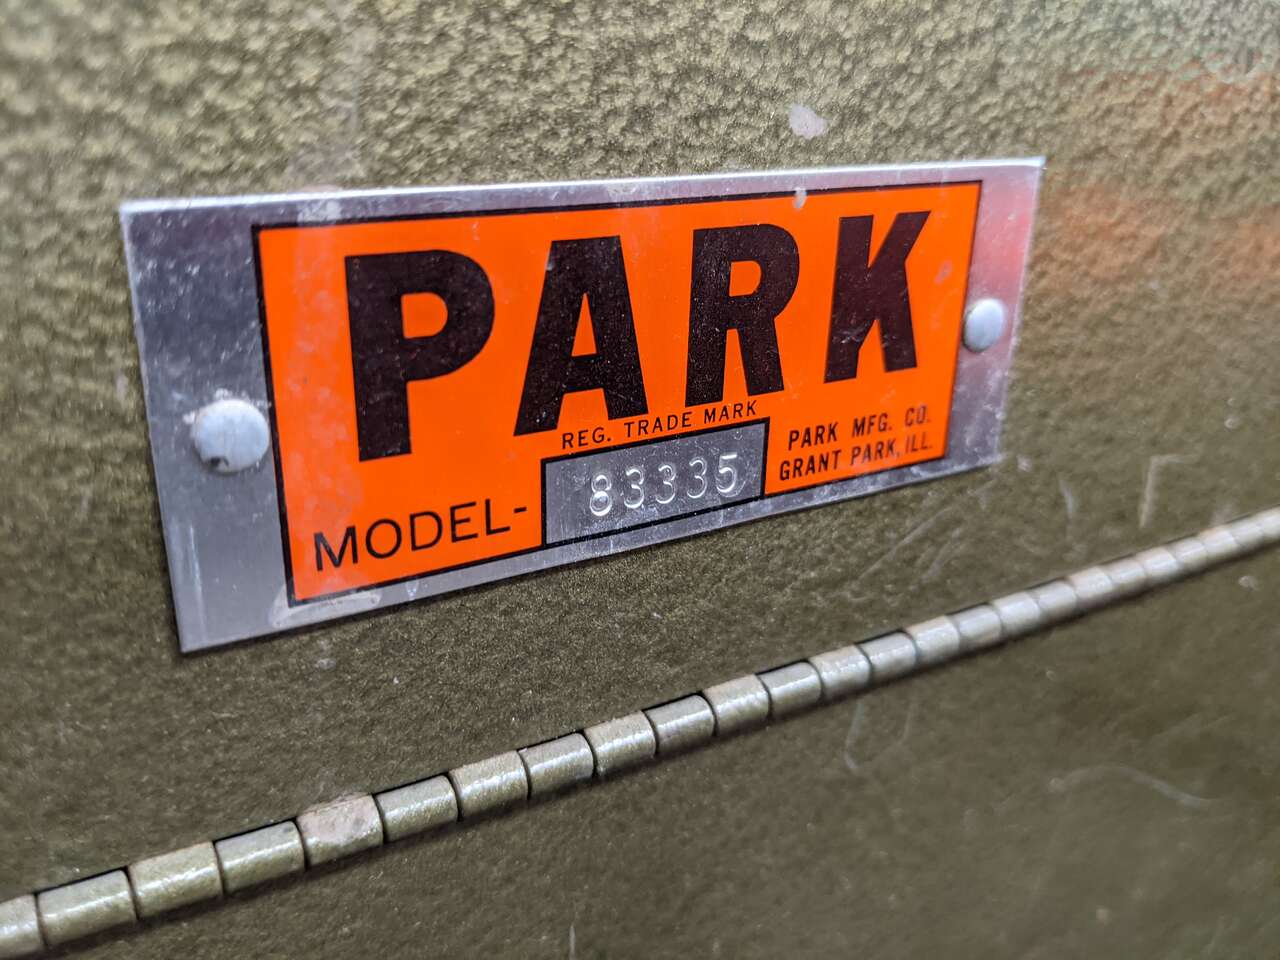 PARK
REG. TRADE MARK
MODEL- 83335
PARK MFG. CO.
GRANT PARK, ILL.